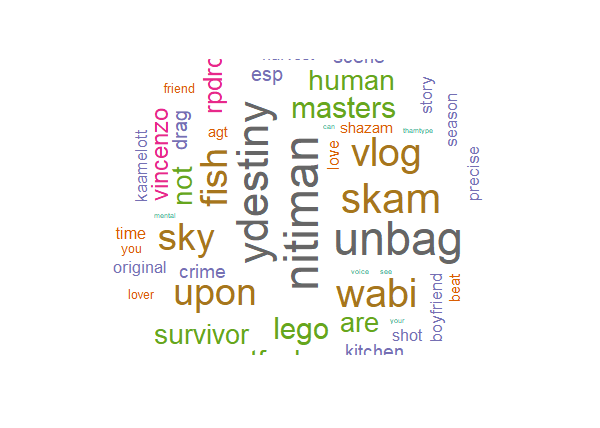 scene
esp
human
rpdrc
friend
masters
story
season
drag
vincenzo
kaamelott
agt
can
shazam
thamtype
ydestiny
nitiman
love
vlog
precise
not
fish
skam
mental
time
you
sky
unbag
original
crime
voice
see
lover
upon
wabi
boyfriend
beat
survivor
lego
are
your
shot
kitchen